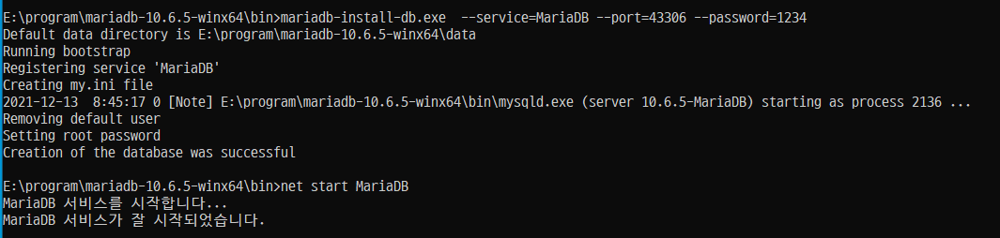 E:\program\mariadb-10.6.5-winx64\bin>mariadb-install-db.exe  --service=MariaDB --port=43306 --password=1234
Default data directory is E:\program\mariadb-10.6.5-winx64\data
Running bootstrap
Registering service 'MariaDB'
Creating my.ini file
2021-12-13  8:45:17 0 [Note] E:\program\mariadb-10.6.5-winx64\bin\mysqld.exe (server 10.6.5-MariaDB) starting as process 2136 ...
Removing default user
Setting root password
Creation of the database was successful
E:\program\mariadb-10.6.5-winx64\bin>net start MariaDB
MariaDB 서비스를 시작합니다...
MariaDB 서비스가 잘 시작되었습니다.